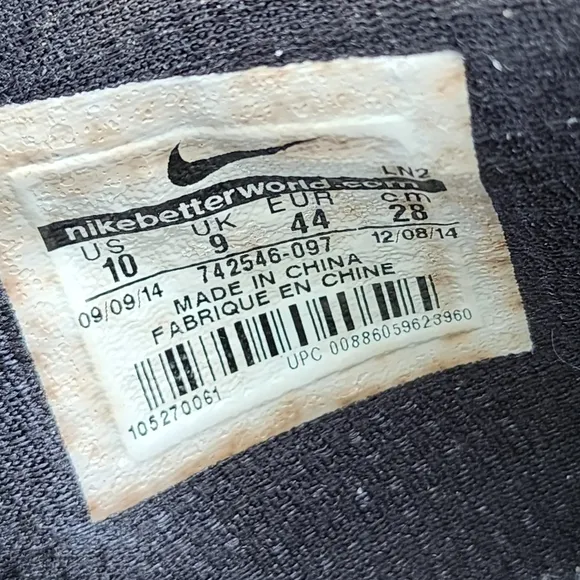 LN2
nikebetterworld.com
US UK EUR cm
10 9 44 28
09/09/14 742546-097 12/08/14
MADE IN CHINA
FABRIQUE EN CHINE
UPC 00886059623960
105270061